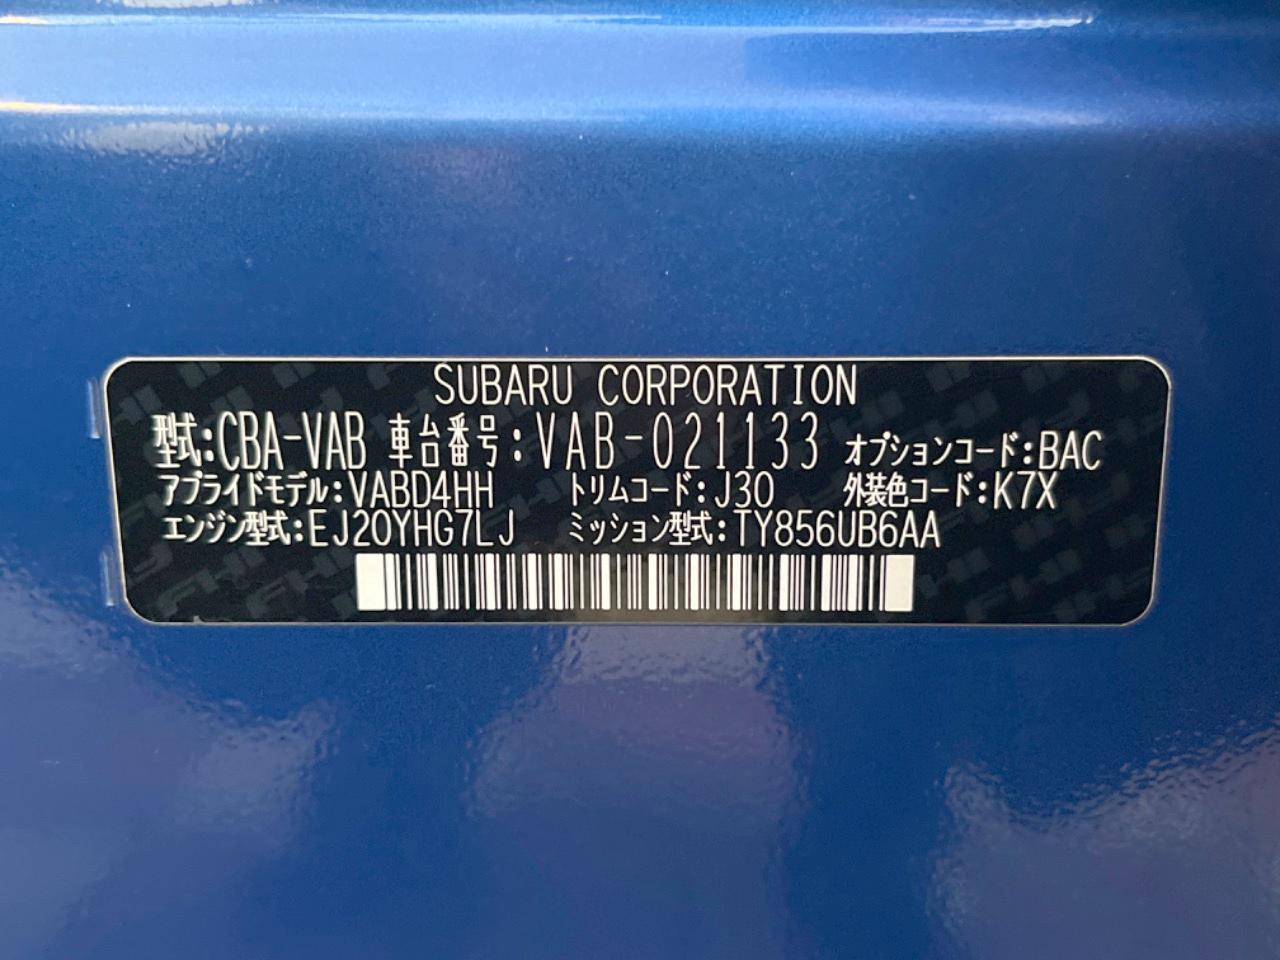 SUBARU CORPORATION
型式:CBA-VAB 車台番号:VAB-021133 オプションコード:BAC
アプライドモデル:VABD4HH トリムコード:J30 外装色コード:K7X
エンジン型式:EJ20YHG7LJ ミッション型式:TY856UB6AA